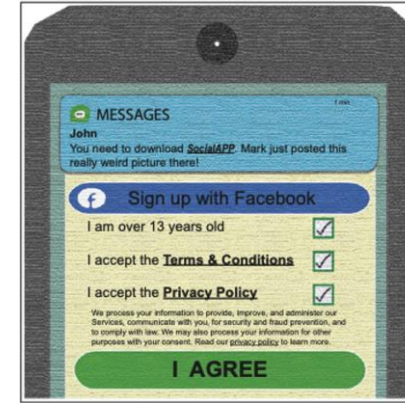 1 min
MESSAGES
John
You need to download SocialAPP. Mark just posted this
really weird picture there!
Sign up with Facebook
I am over 13 years old
I accept the Terms & Conditions
I accept the Privacy Policy
We process your information to provide, improve, and administer our
Services, communicate with you, for security and fraud prevention, and
to comply with law. We may also process your information for other
purposes with your consent. Read our privacy policy to learn more.
I AGREE